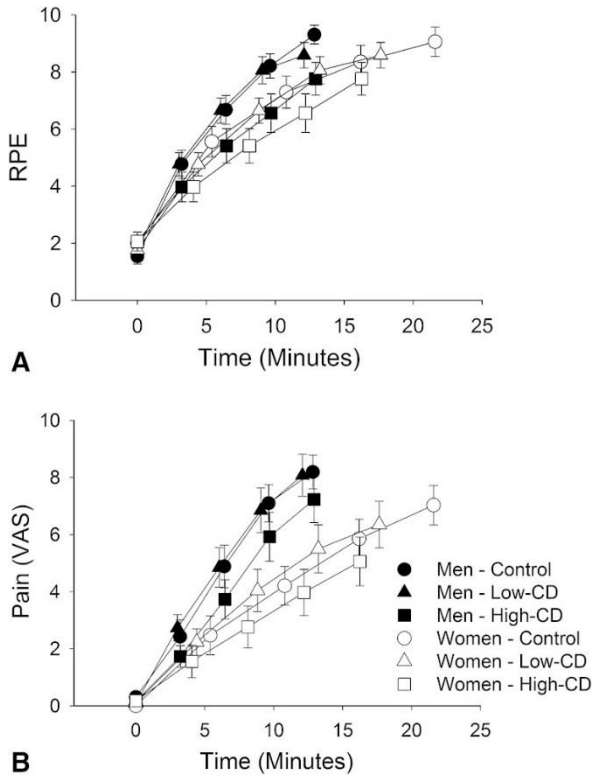 A
10
8
6
4
2
0
RPE
0 5 10 15 20 25
Time (Minutes)
10
8
6
4
2
0
Pain (VAS)
Men - Control
Men - Low-CD
Men - High-CD
Women - Control
Women - Low-CD
Women - High-CD
0 5 10 15 20 25
Time (Minutes)
B